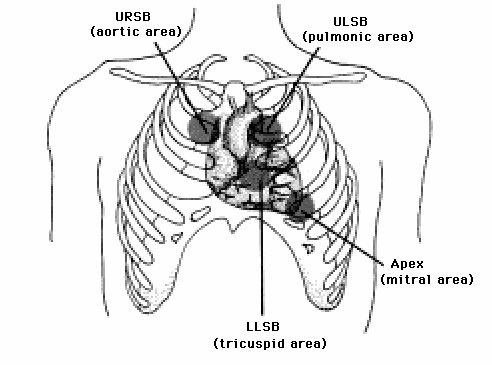 URSB
(aortic area)
ULSB
(pulmonic area)
Apex
(mitral area)
LLSB
(tricuspid area)